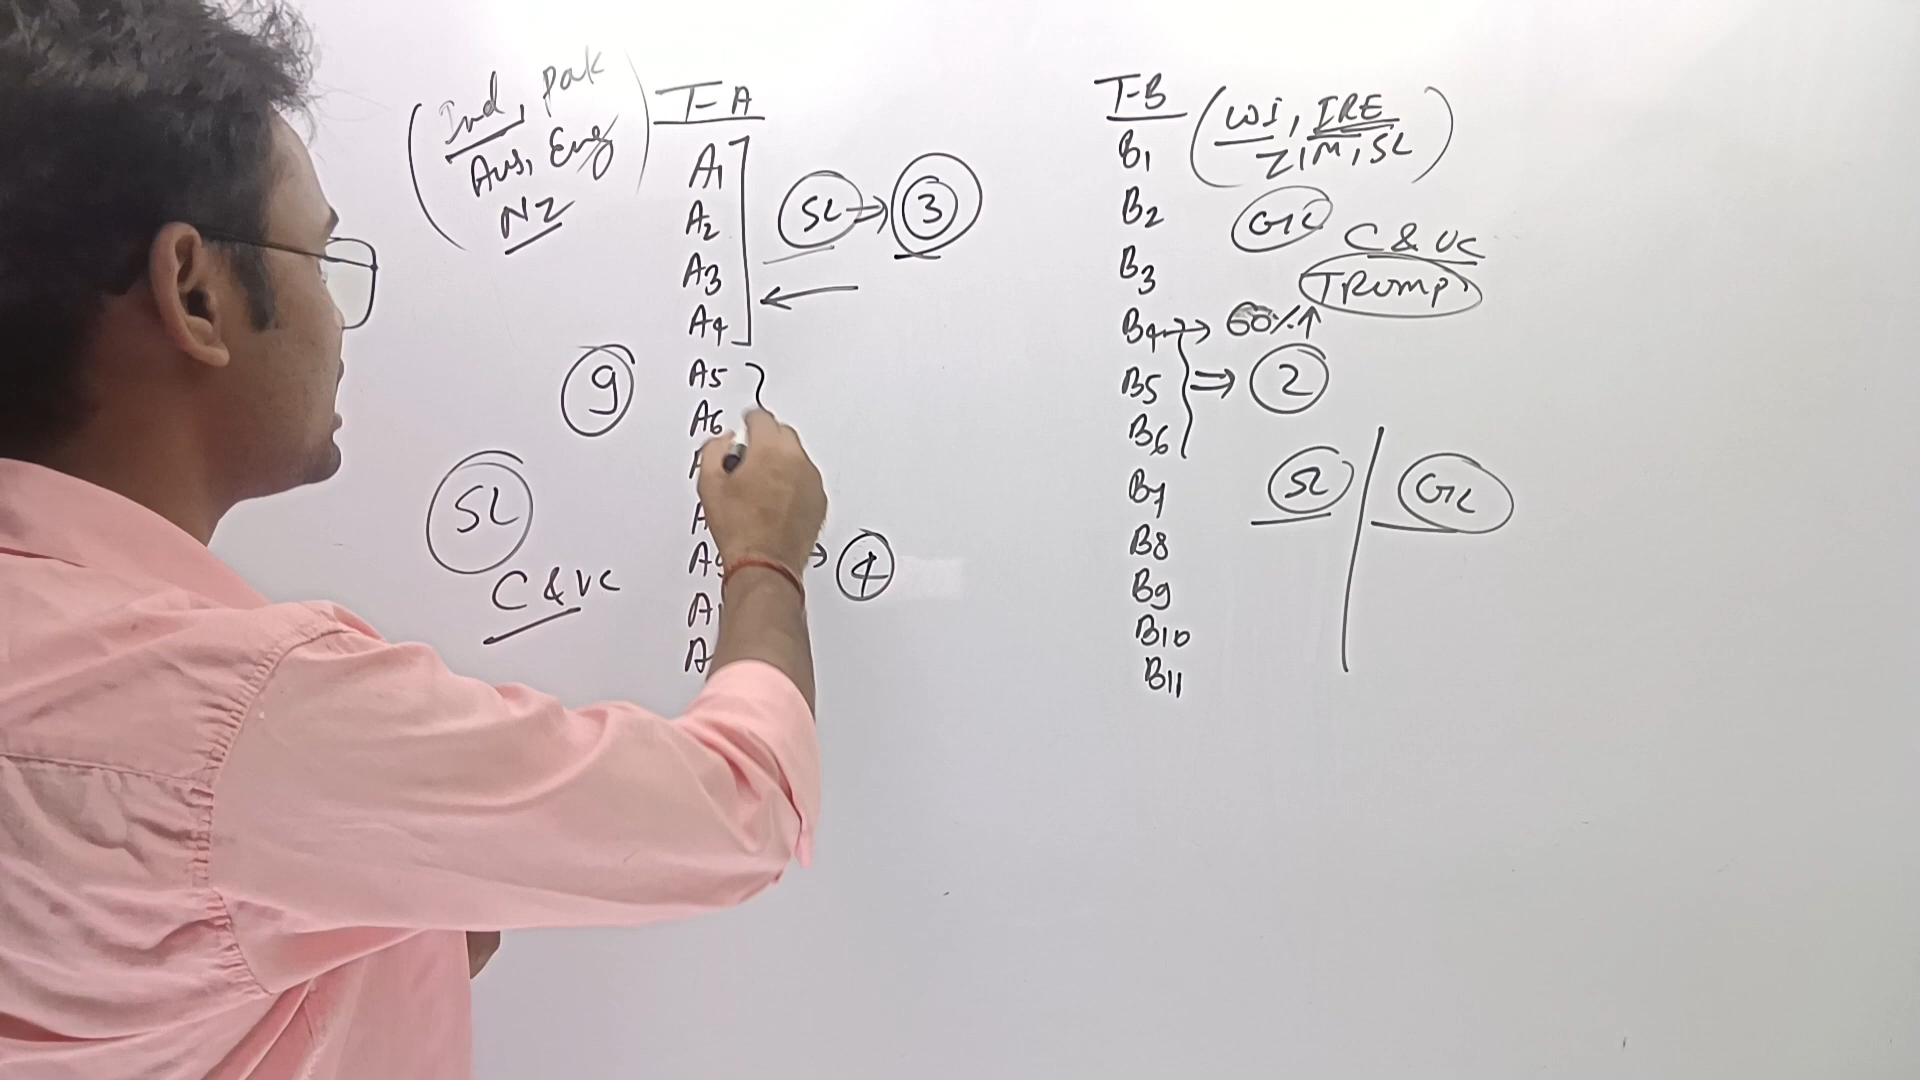 (Ind, Pak
Aus, Eng
NZ)
T-A
A1
A2
A3
A4
A5
A6
A9
SL ⇒ 3
←
9
SL
C & VC
→ 4
T-B
(WI, IRE
ZIM, SL)
B1
B2
B3
B4 → 60%↑
B5 ⇒ 2
B6
B7
B8
B9
B10
B11
GL
C & VC
TRUMP
SL | GL